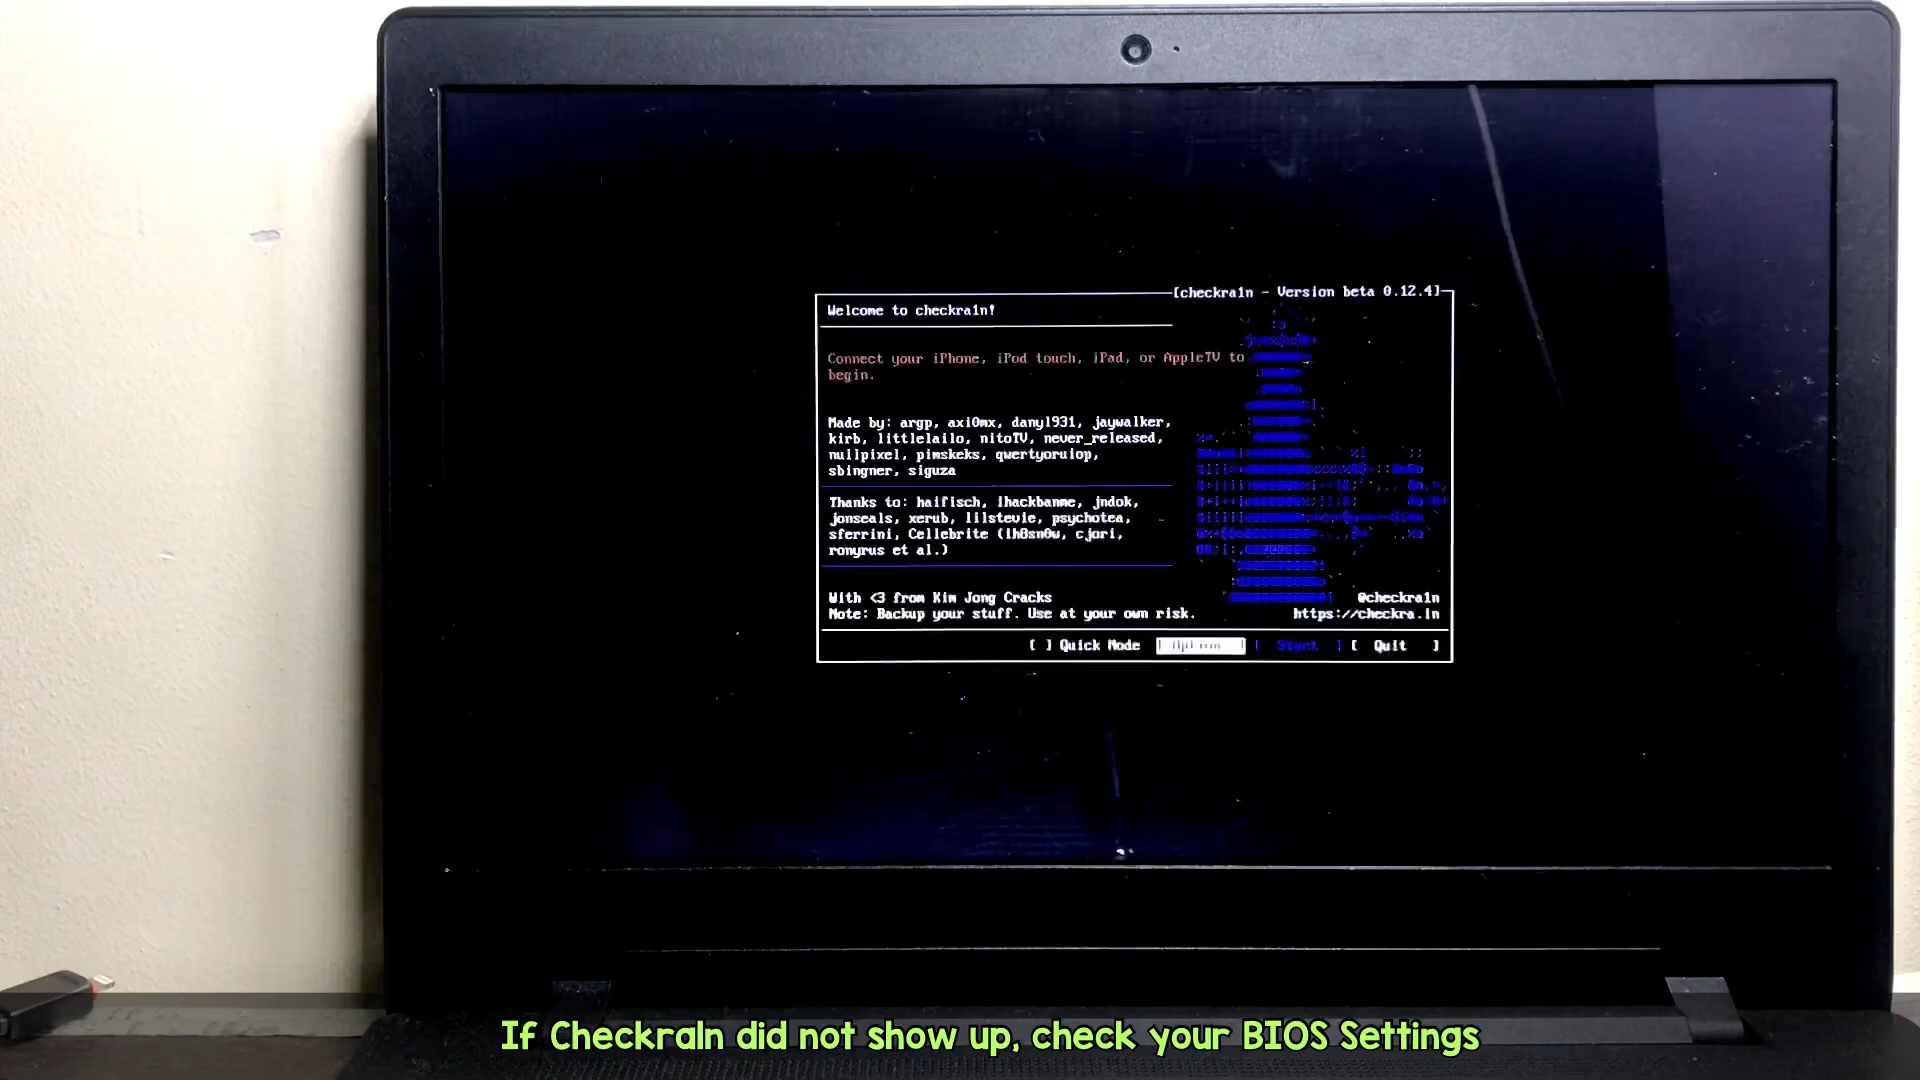 [checkra1n - Version beta 0.12.4]
Welcome to checkra1n!
Connect your iPhone, iPod touch, iPad, or AppleTV to
begin.
Made by: argp, axi0mx, danyl931, jaywalker,
kirb, littlelailo, nitoTV, never_released,
nullpixel, pimskeks, qwertyoruiop,
sbingner, siguza
Thanks to: haifisch, lhackbanme, jndok,
jonseals, xerub, lilstevie, psychotea,
sferrini, Cellebrite (ih8sn0w, cjori,
ronyrus et al.)
With <3 from Kim Jong Cracks
@checkra1n
Note: Backup your stuff. Use at your own risk.
https://checkra.in
[ ] Quick Mode [ Options ] [ Start ] [ Quit ]
If Checkra1n did not show up, check your BIOS Settings